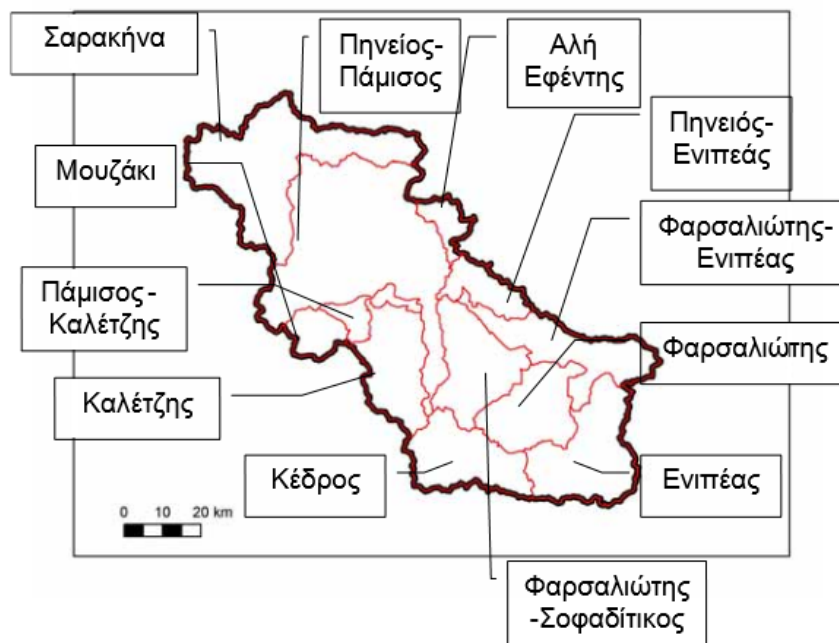 Σαρακήνα
Πηνείος-
Πάμισος
Αλή
Εφέντης
Πηνειός-
Ενιπεάς
Μουζάκι
Φαρσαλιώτης-
Ενιπέας
Πάμισος -
Καλέτζης
Φαρσαλιώτης
Καλέτζης
Κέδρος
Ενιπέας
0 10 20 km
Φαρσαλιώτης
-Σοφαδίτικος